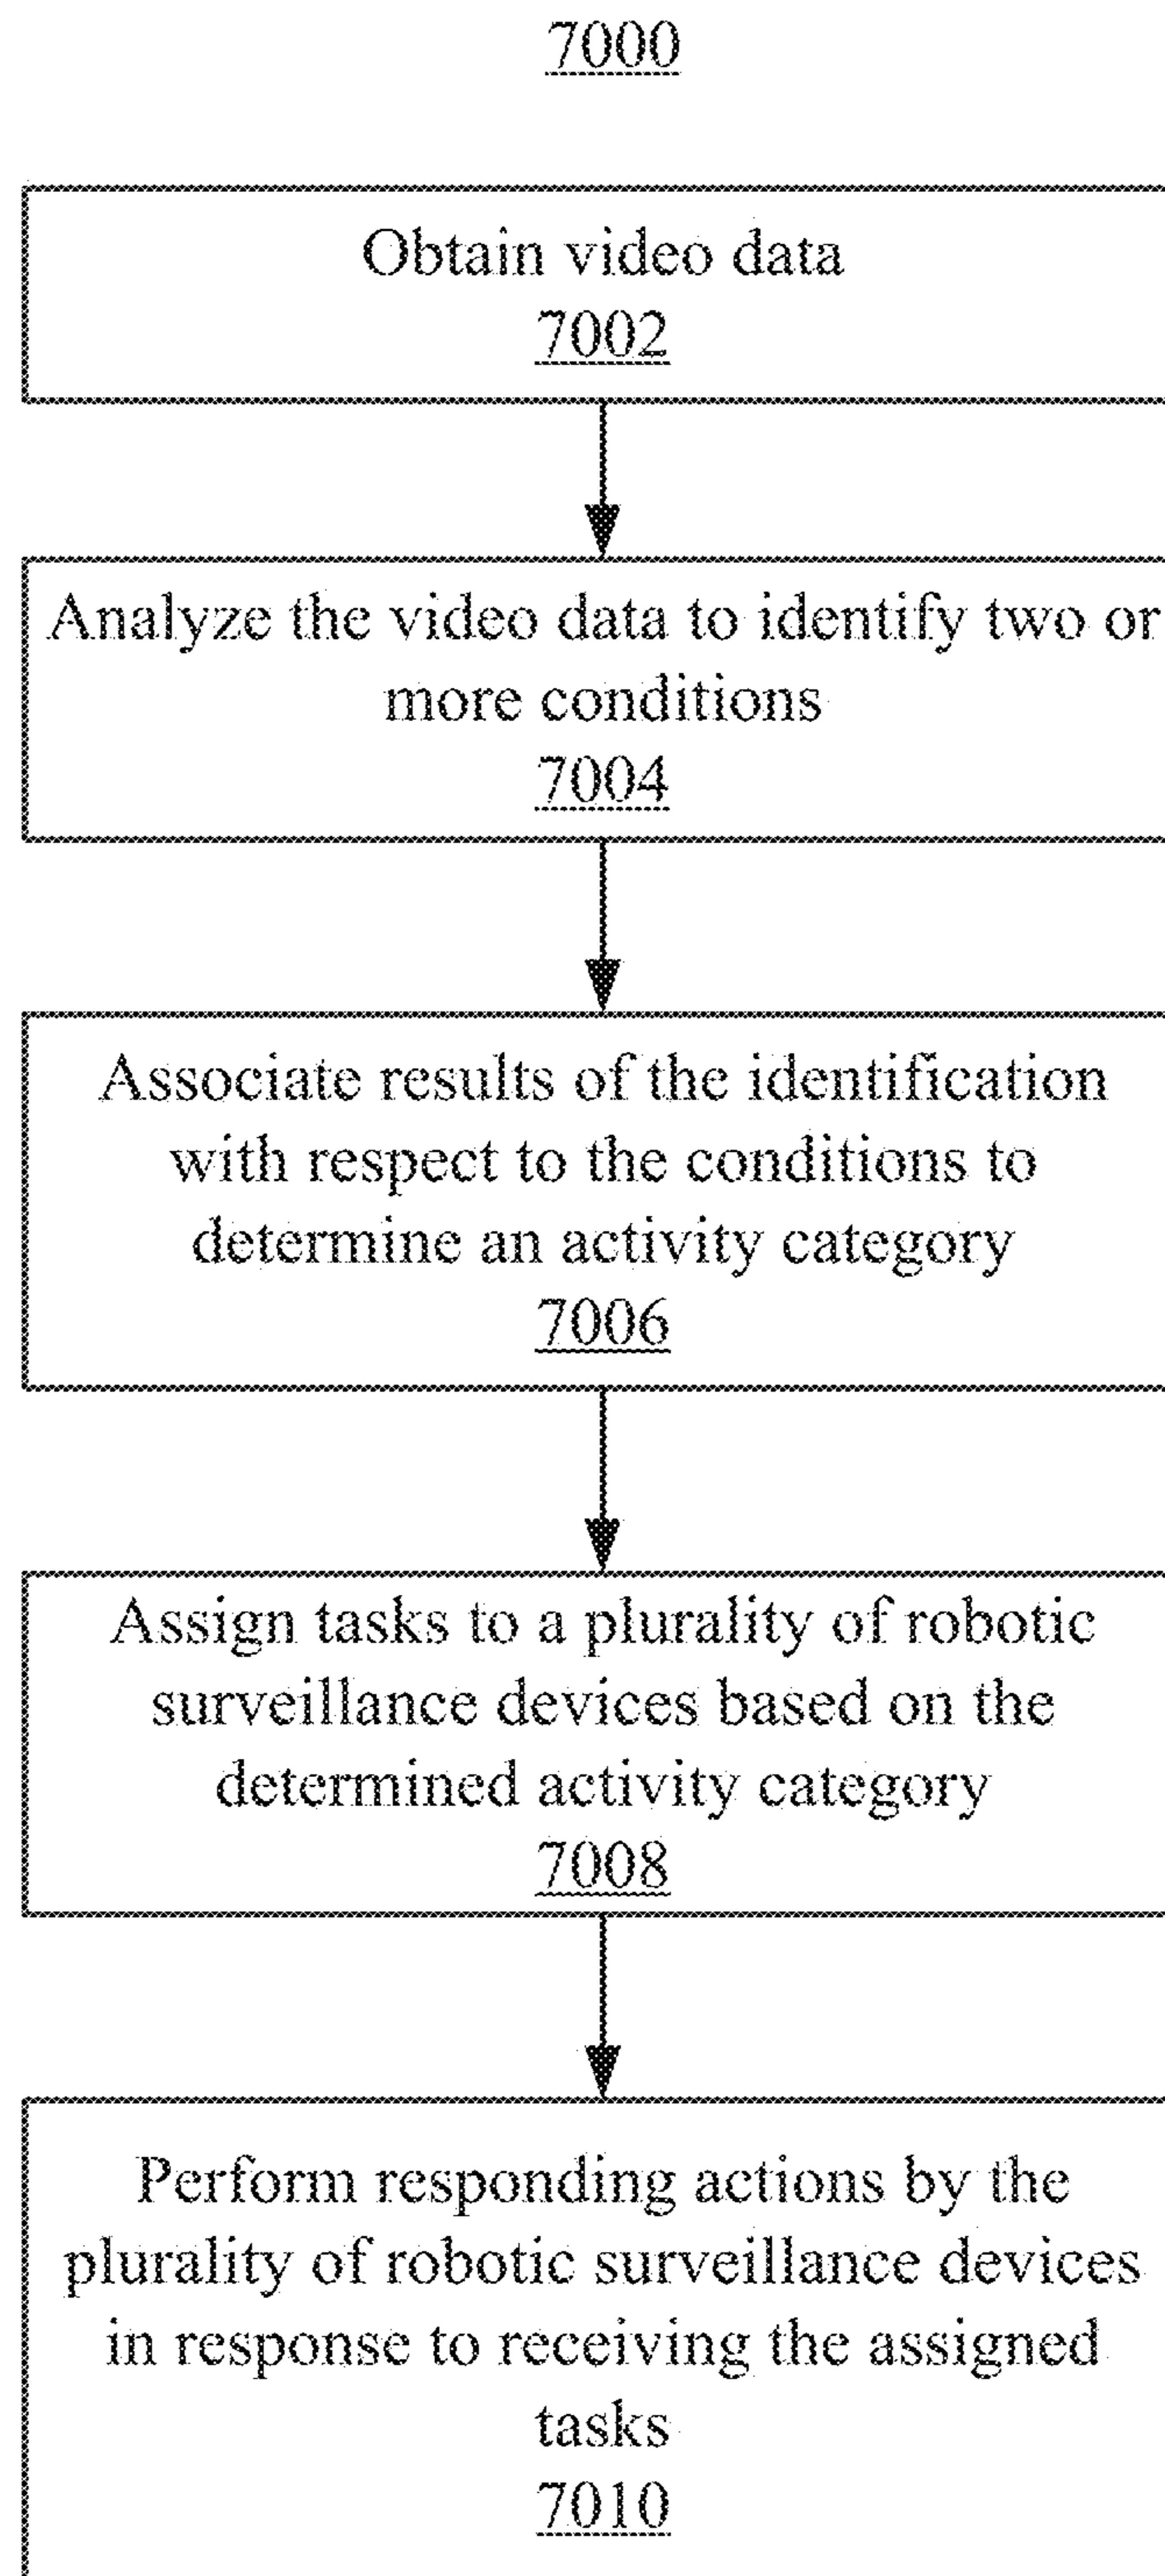 7000
Obtain video data
7002
Analyze the video data to identify two or
more conditions
7004
Associate results of the identification
with respect to the conditions to
determine an activity category
7006
Assign tasks to a plurality of robotic
surveillance devices based on the
determined activity category
7008
Perform responding actions by the
plurality of robotic surveillance devices
in response to receiving the assigned
tasks
7010